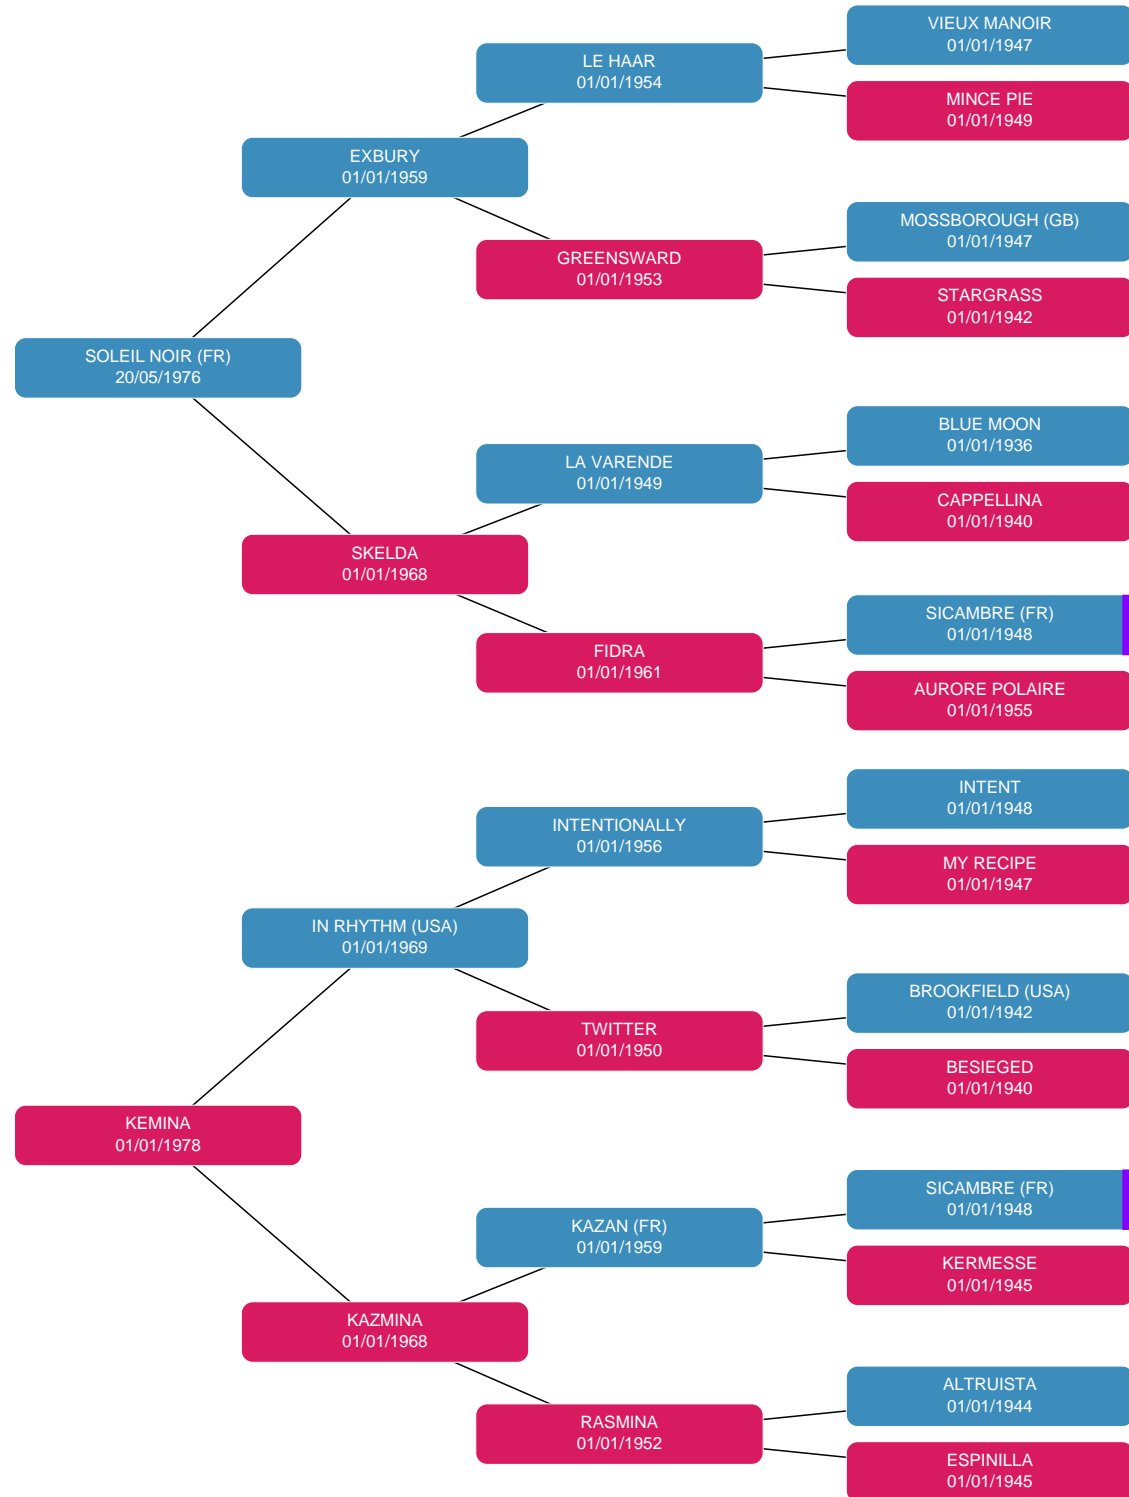 VIEUX MANOIR
01/01/1947
LE HAAR
01/01/1954
MINCE PIE
01/01/1949
EXBURY
01/01/1959
MOSSBOROUGH (GB)
01/01/1947
GREENSWARD
01/01/1953
STARGRASS
01/01/1942
SOLEIL NOIR (FR)
20/05/1976
BLUE MOON
01/01/1936
LA VARENDE
01/01/1949
CAPPELLINA
01/01/1940
SKELDA
01/01/1968
SICAMBRE (FR)
01/01/1948
FIDRA
01/01/1961
AURORE POLAIRE
01/01/1955
INTENT
01/01/1948
INTENTIONALLY
01/01/1956
MY RECIPE
01/01/1947
IN RHYTHM (USA)
01/01/1969
BROOKFIELD (USA)
01/01/1942
TWITTER
01/01/1950
BESIEGED
01/01/1940
KEMINA
01/01/1978
SICAMBRE (FR)
01/01/1948
KAZAN (FR)
01/01/1959
KERMESSE
01/01/1945
KAZMINA
01/01/1968
ALTRUISTA
01/01/1944
RASMINA
01/01/1952
ESPINILLA
01/01/1945